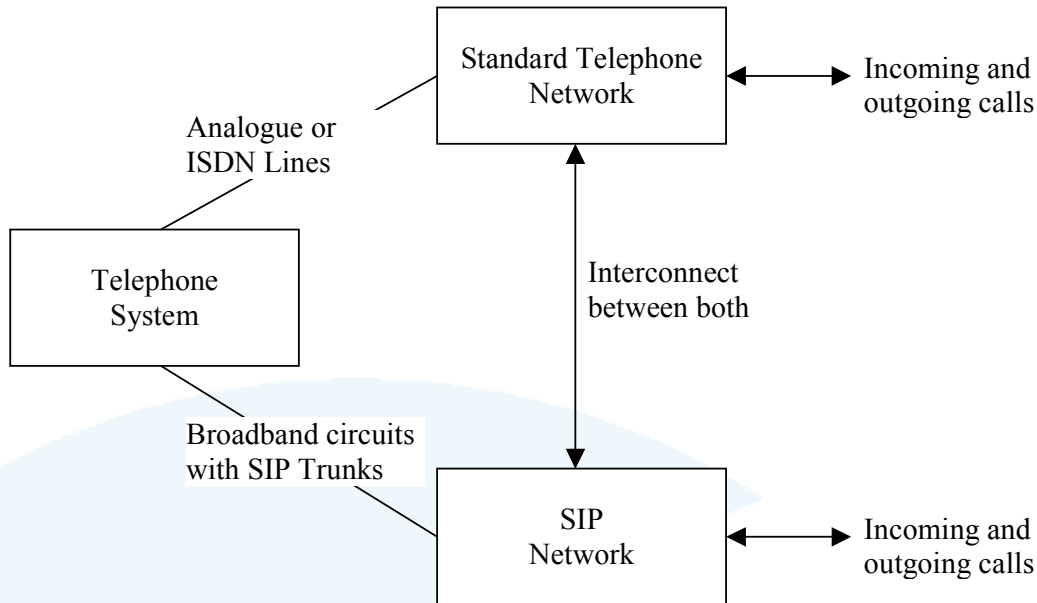 Standard Telephone
Network
Incoming and
outgoing calls
Analogue or
ISDN Lines
Telephone
System
Interconnect
between both
Broadband circuits
with SIP Trunks
SIP
Network
Incoming and
outgoing calls